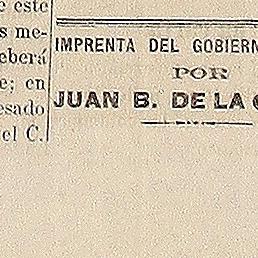 e este
s me-
eberá
e; en
esado
el C.
IMPRENTA DEL GOBIERN
POR
JUAN B. DE LA